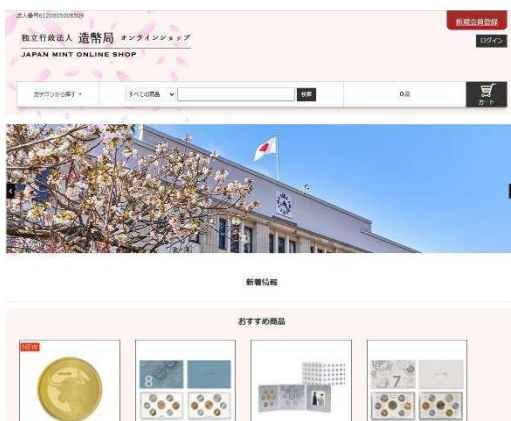 法人番号6120805008509
新規会員登録
独立行政法人 造幣局 オンラインショップ
ログイン
JAPAN MINT ONLINE SHOP
カテゴリから探す
すべての商品
検索
0点
カート
新着情報
おすすめ商品
NEW
8
7